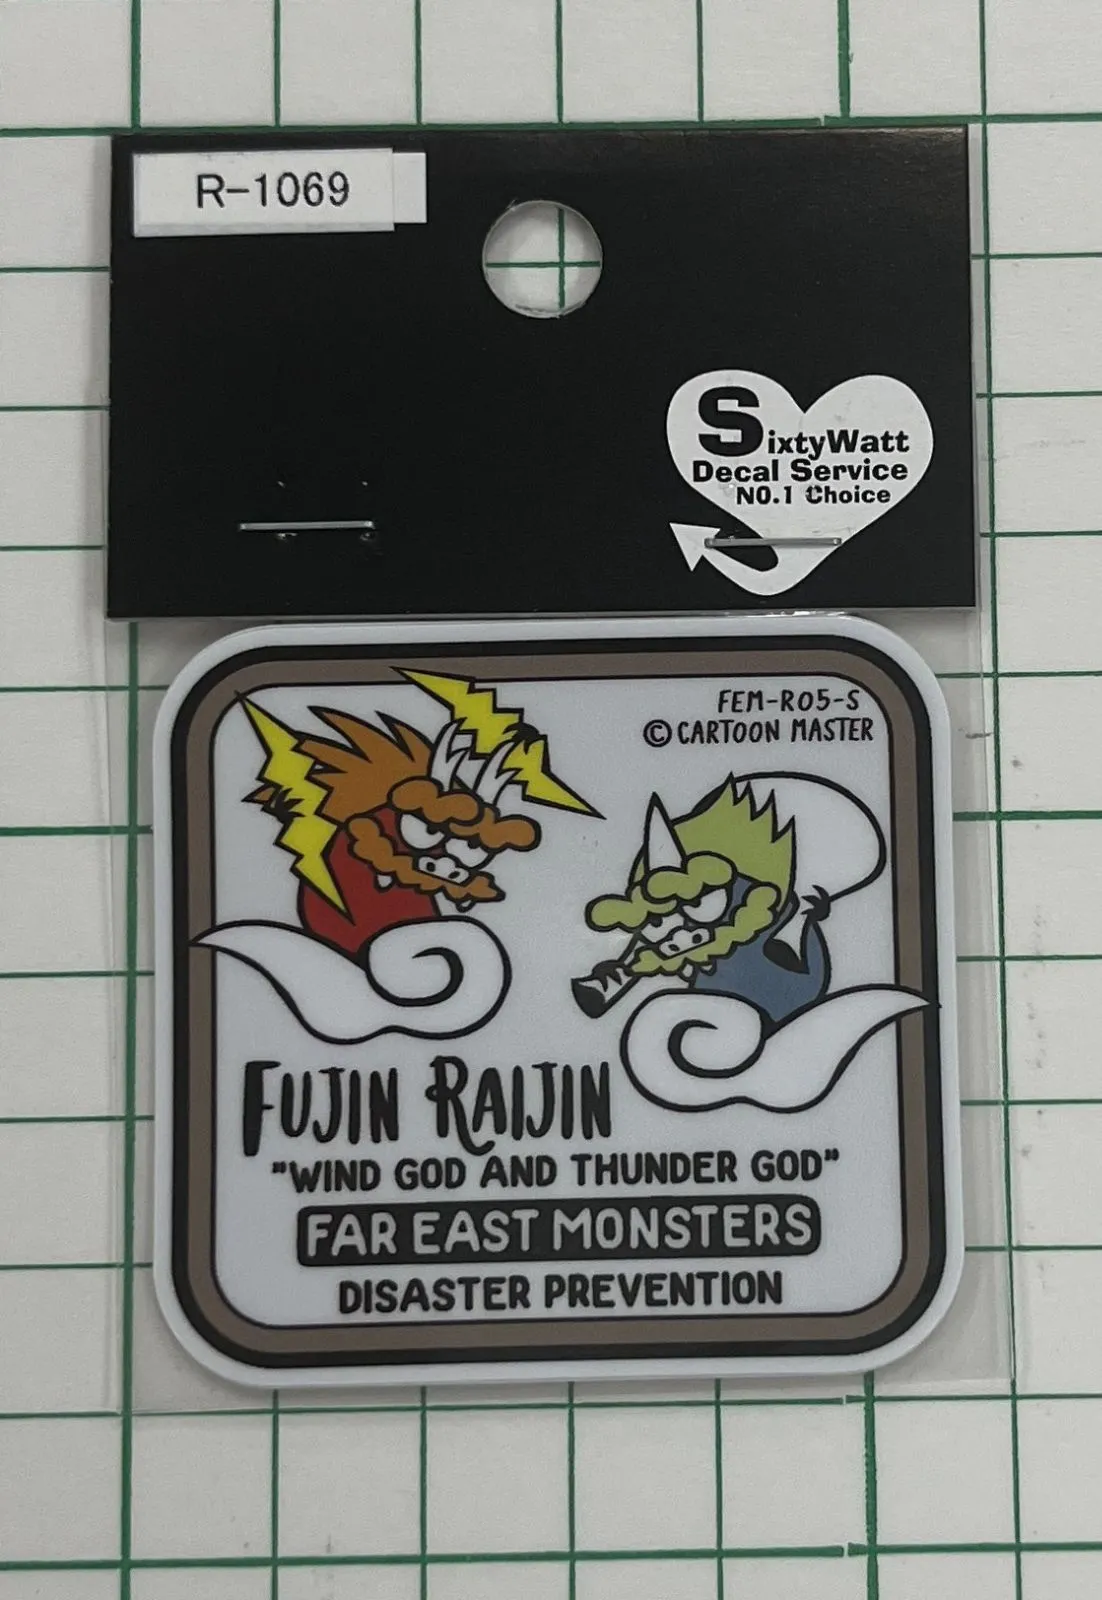 R-1069
SixtyWatt
Decal Service
NO.1 Choice
FEM-R05-S
© CARTOON MASTER
FUJIN RAIJIN
"WIND GOD AND THUNDER GOD"
FAR EAST MONSTERS
DISASTER PREVENTION